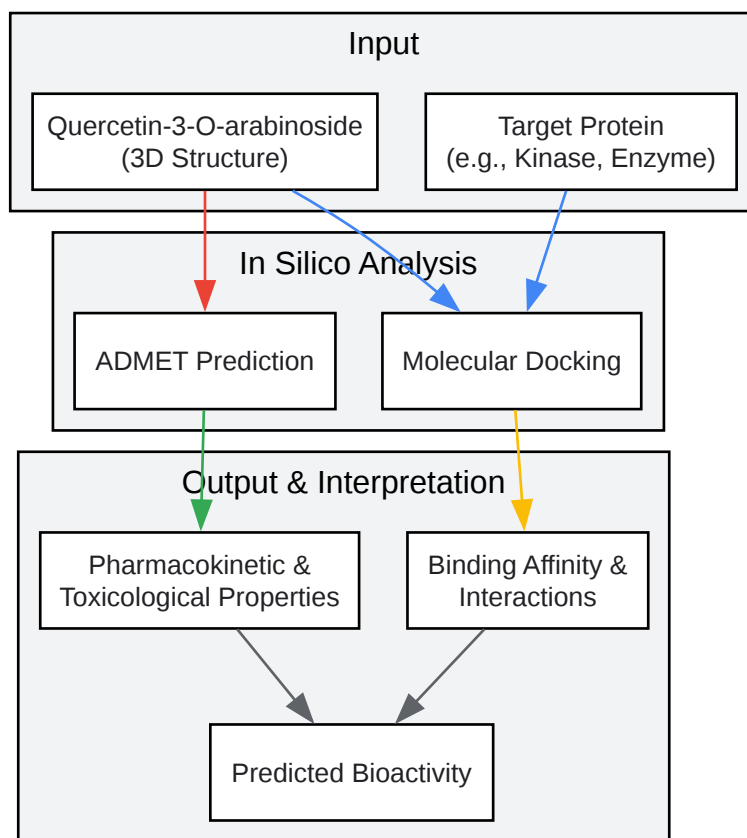 Input
Quercetin-3-O-arabinoside
(3D Structure)
Target Protein
(e.g., Kinase, Enzyme)
In Silico Analysis
ADMET Prediction
Molecular Docking
Output & Interpretation
Pharmacokinetic &
Toxicological Properties
Binding Affinity &
Interactions
Predicted Bioactivity